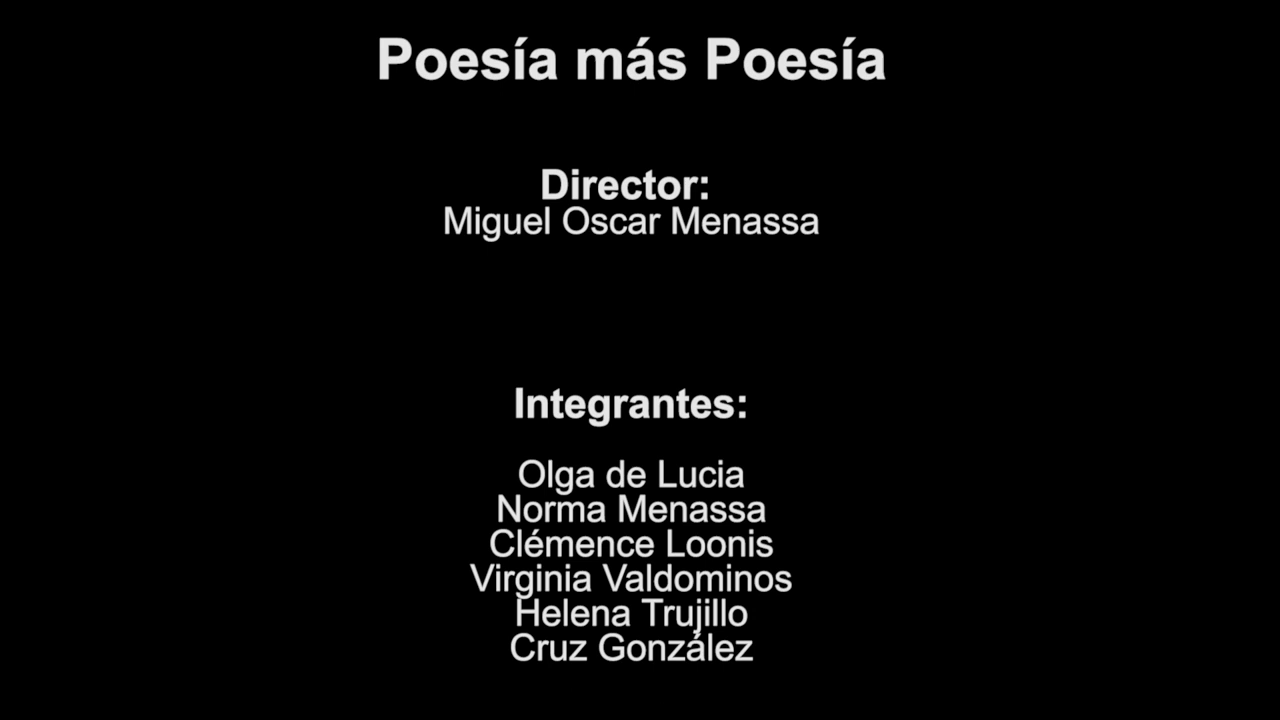 Poesía más Poesía
Director:
Miguel Oscar Menassa
Integrantes:
Olga de Lucia
Norma Menassa
Clémence Loonis
Virginia Valdominos
Helena Trujillo
Cruz González